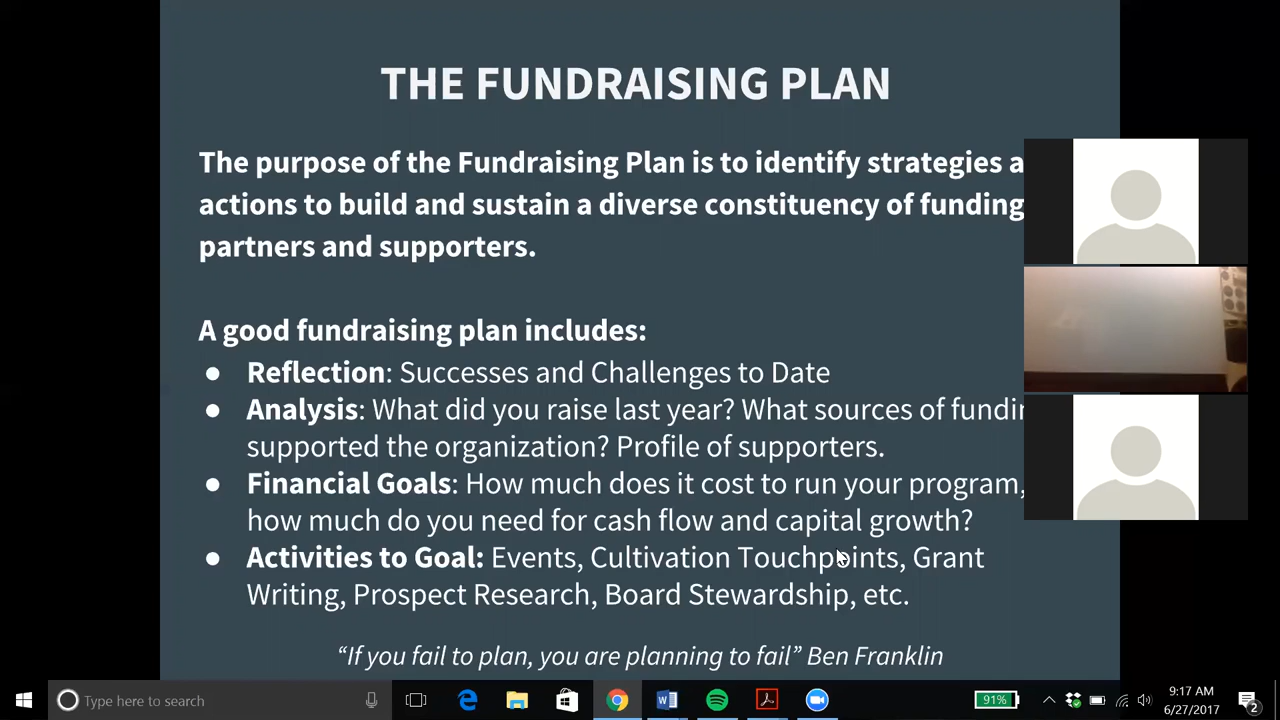 THE FUNDRAISING PLAN
The purpose of the Fundraising Plan is to identify strategies
actions to build and sustain a diverse constituency of funding
partners and supporters.
A good fundraising plan includes:
● Reflection: Successes and Challenges to Date
● Analysis: What did you raise last year? What sources of
supported the organization? Profile of supporters.
● Financial Goals: How much does it cost to run your program,
how much do you need for cash flow and capital growth?
● Activities to Goal: Events, Cultivation Touchpoints, Grant
Writing, Prospect Research, Board Stewardship, etc.
“If you fail to plan, you are planning to fail” Ben Franklin
Type here to search
91%
9:17 AM
6/27/2017
2